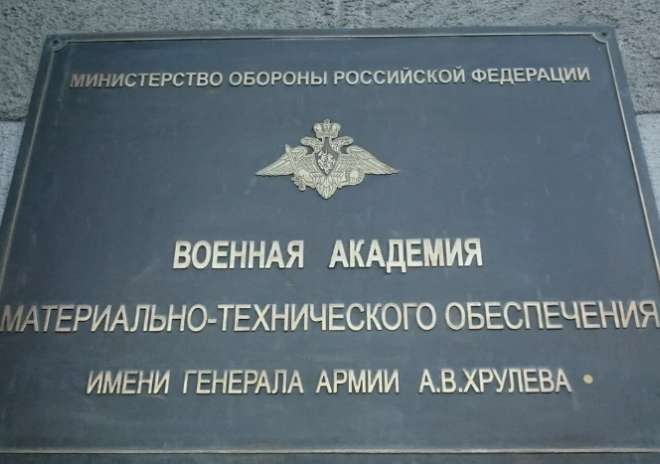 МИНИСТЕРСТВО ОБОРОНЫ РОССИЙСКОЙ ФЕДЕРАЦИИ
ВОЕННАЯ АКАДЕМИЯ
МАТЕРИАЛЬНО-ТЕХНИЧЕСКОГО ОБЕСПЕЧЕНИЯ
ИМЕНИ ГЕНЕРАЛА АРМИИ А.В.ХРУЛЕВА